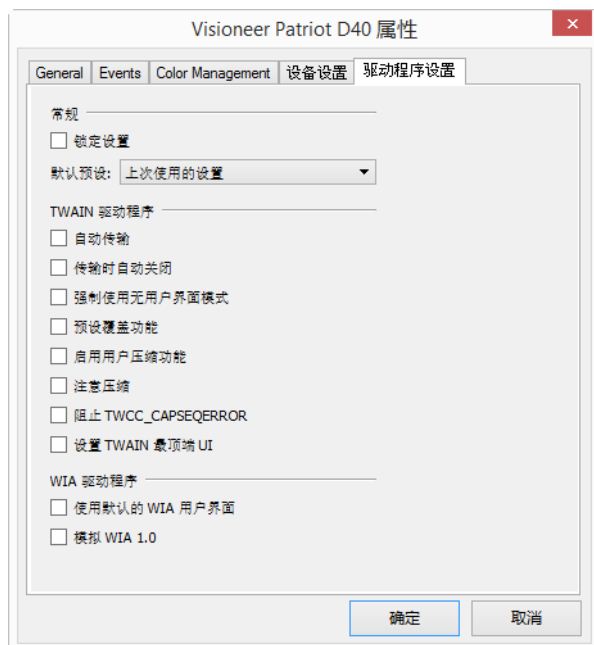 Visioneer Patriot D40 属性
General Events Color Management 设备设置 驱动程序设置
常规
锁定设置
默认预设: 上次使用的设置
TWAIN 驱动程序
自动传输
传输时自动关闭
强制使用无用户界面模式
预设覆盖功能
启用用户压缩功能
注意压缩
阻止 TWCC_CAPSEQERROR
设置 TWAIN 最顶端 UI
WIA 驱动程序
使用默认的 WIA 用户界面
模拟 WIA 1.0
确定 取消